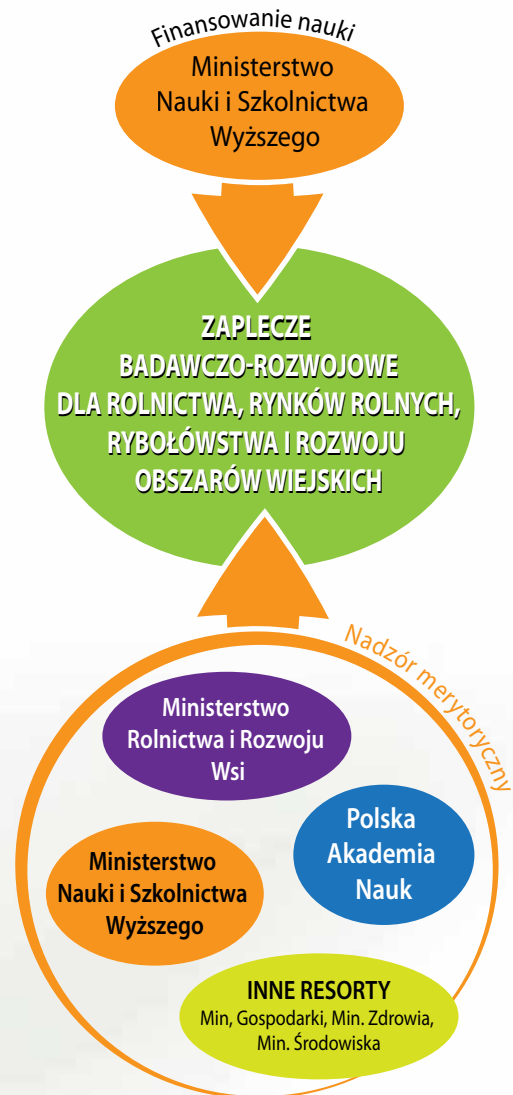 Finansowanie nauki
Ministerstwo
Nauki i Szkolnictwa
Wyższego
ZAPLECZE
BADAWCZO-ROZWOJOWE
DLA ROLNICTWA, RYNKÓW ROLNYCH,
RYBOŁÓWSTWA I ROZWOJU
OBSZARÓW WIEJSKICH
Nadzór merytoryczny
Ministerstwo
Rolnictwa i Rozwoju
Wsi
Polska
Akademia
Nauk
Ministerstwo
Nauki i Szkolnictwa
Wyższego
INNE RESORTY
Min, Gospodarki, Min. Zdrowia,
Min. Środowiska